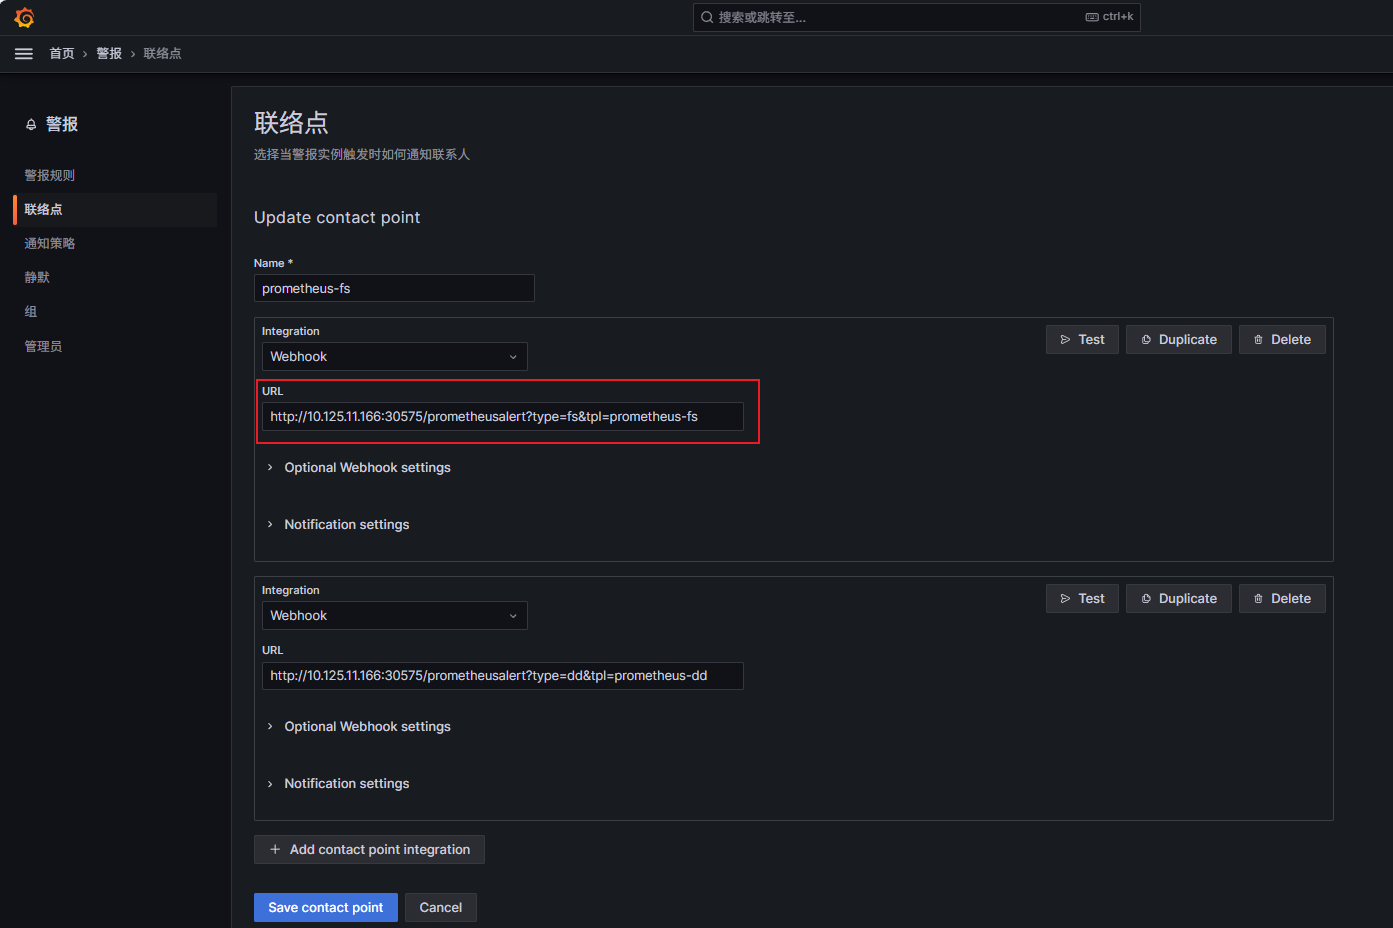 搜索或跳转至...
ctrl+k
首页 › 警报 › 联络点
警报
警报规则
联络点
通知策略
静默
组
管理员
联络点
选择当警报实例触发时如何通知联系人
Update contact point
Name *
prometheus-fs
Integration
Webhook
Test
Duplicate
Delete
URL
http://10.125.11.166:30575/prometheusalert?type=fs&tpl=prometheus-fs
Optional Webhook settings
Notification settings
Integration
Webhook
Test
Duplicate
Delete
URL
http://10.125.11.166:30575/prometheusalert?type=dd&tpl=prometheus-dd
Optional Webhook settings
Notification settings
Add contact point integration
Save contact point
Cancel